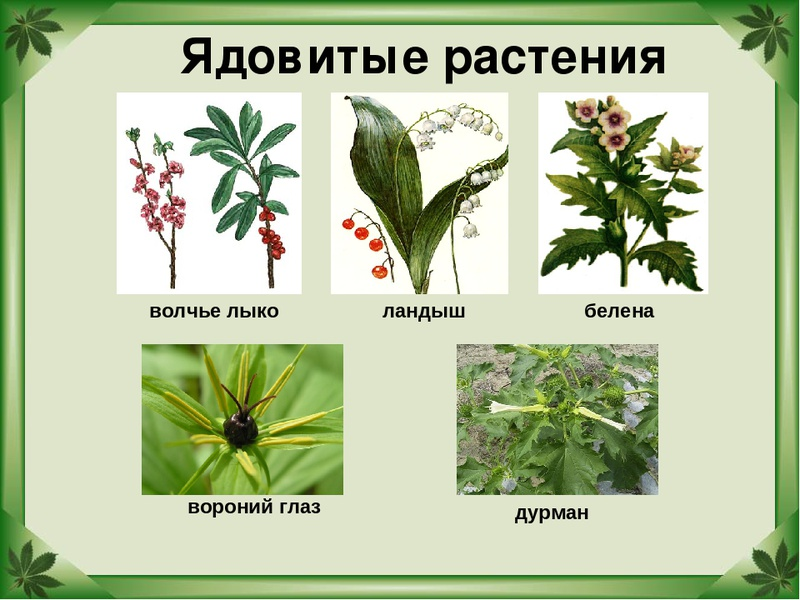 Ядовитые растения
волчье лыко
ландыш
белена
вороний глаз
дурман